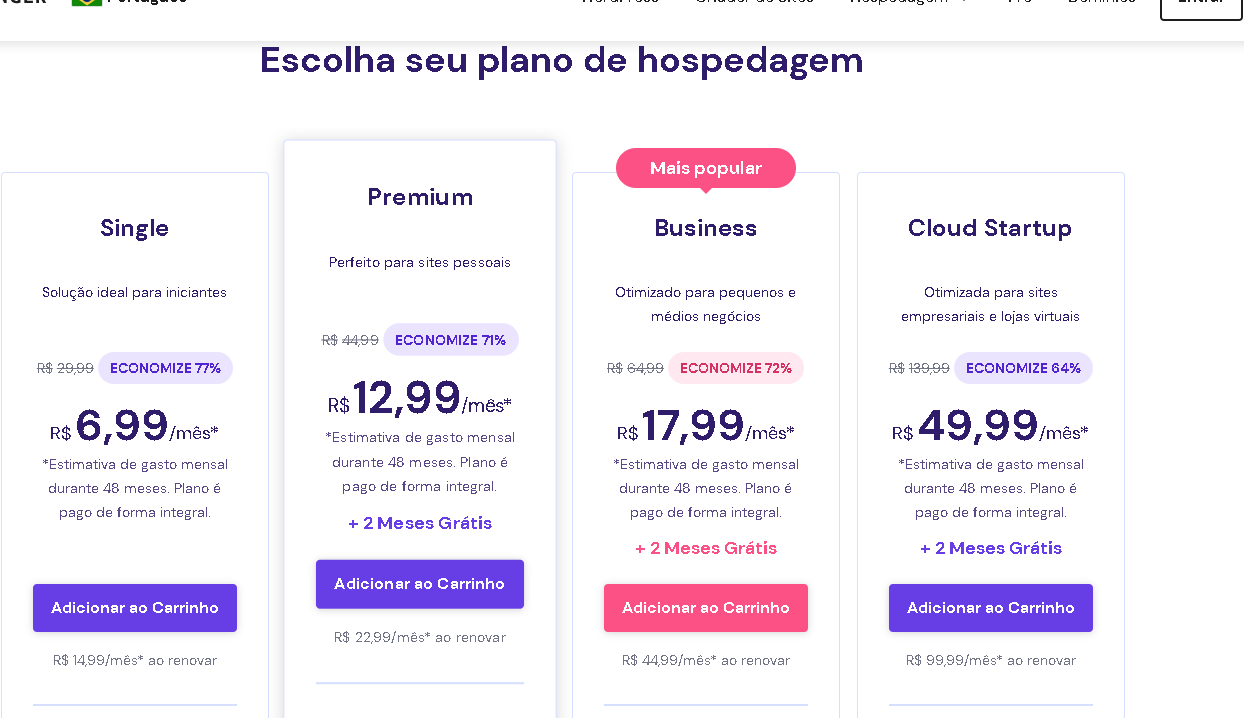 Português
Entrar
Escolha seu plano de hospedagem
Single
Solução ideal para iniciantes
R$ 29,99 ECONOMIZE 77%
R$ 6,99/mês*
*Estimativa de gasto mensal
durante 48 meses. Plano é
pago de forma integral.
Adicionar ao Carrinho
R$ 14,99/mês* ao renovar
Premium
Perfeito para sites pessoais
R$ 44,99 ECONOMIZE 71%
R$ 12,99/mês*
*Estimativa de gasto mensal
durante 48 meses. Plano é
pago de forma integral.
+ 2 Meses Grátis
Adicionar ao Carrinho
R$ 22,99/mês* ao renovar
Mais popular
Business
Otimizado para pequenos e
médios negócios
R$ 64,99 ECONOMIZE 72%
R$ 17,99/mês*
*Estimativa de gasto mensal
durante 48 meses. Plano é
pago de forma integral.
+ 2 Meses Grátis
Adicionar ao Carrinho
R$ 44,99/mês* ao renovar
Cloud Startup
Otimizada para sites
empresariais e lojas virtuais
R$ 139,99 ECONOMIZE 64%
R$ 49,99/mês*
*Estimativa de gasto mensal
durante 48 meses. Plano é
pago de forma integral.
+ 2 Meses Grátis
Adicionar ao Carrinho
R$ 99,99/mês* ao renovar